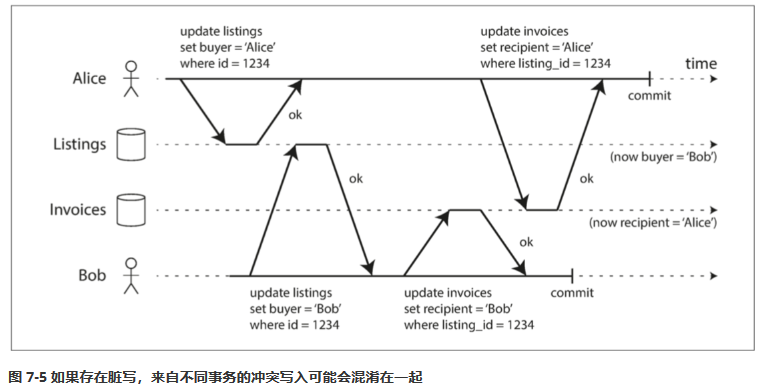 update listings
set buyer = ‘Alice’
where id = 1234
update invoices
set recipient = ‘Alice’
where listing_id = 1234
Alice
time
commit
ok
Listings
(now buyer = ‘Bob’)
ok
ok
Invoices
(now recipient = ‘Alice’)
ok
Bob
commit
update listings
set buyer = ‘Bob’
where id = 1234
update invoices
set recipient = ‘Bob’
where listing_id = 1234
图 7-5 如果存在脏写，来自不同事务的冲突写入可能会混淆在一起